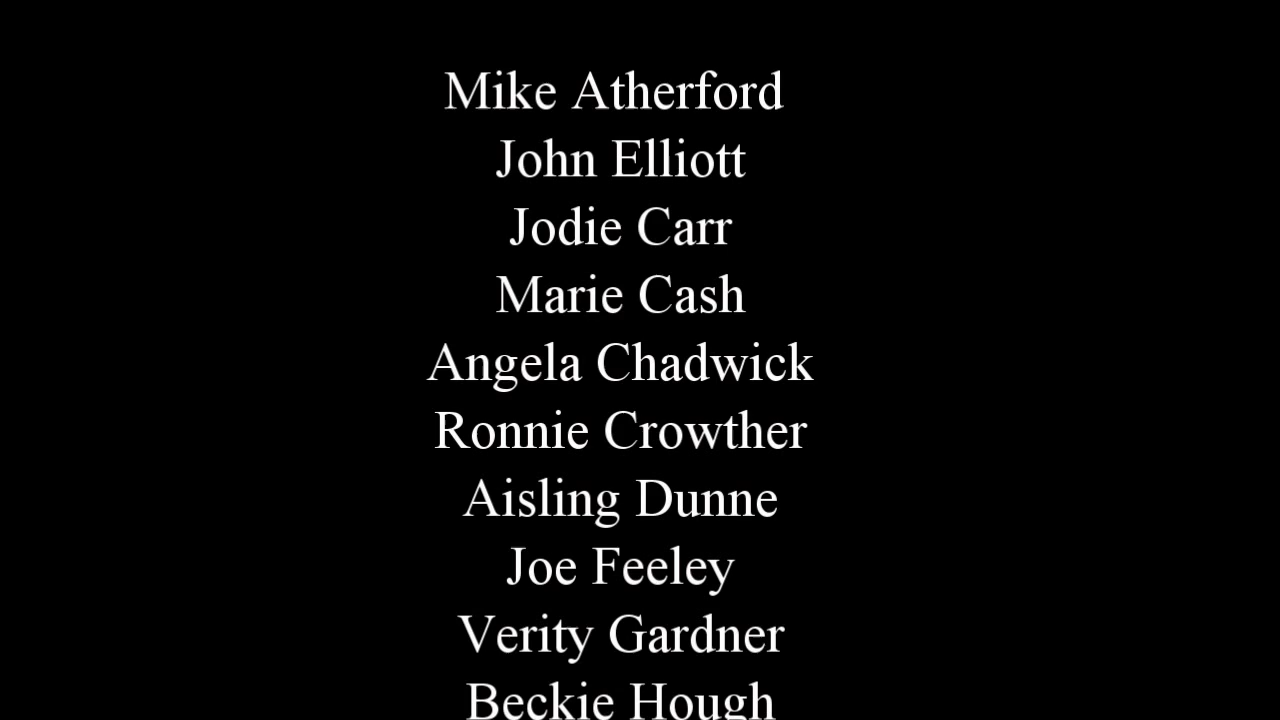 Mike Atherford
John Elliott
Jodie Carr
Marie Cash
Angela Chadwick
Ronnie Crowther
Aisling Dunne
Joe Feeley
Verity Gardner
Beckie Hough